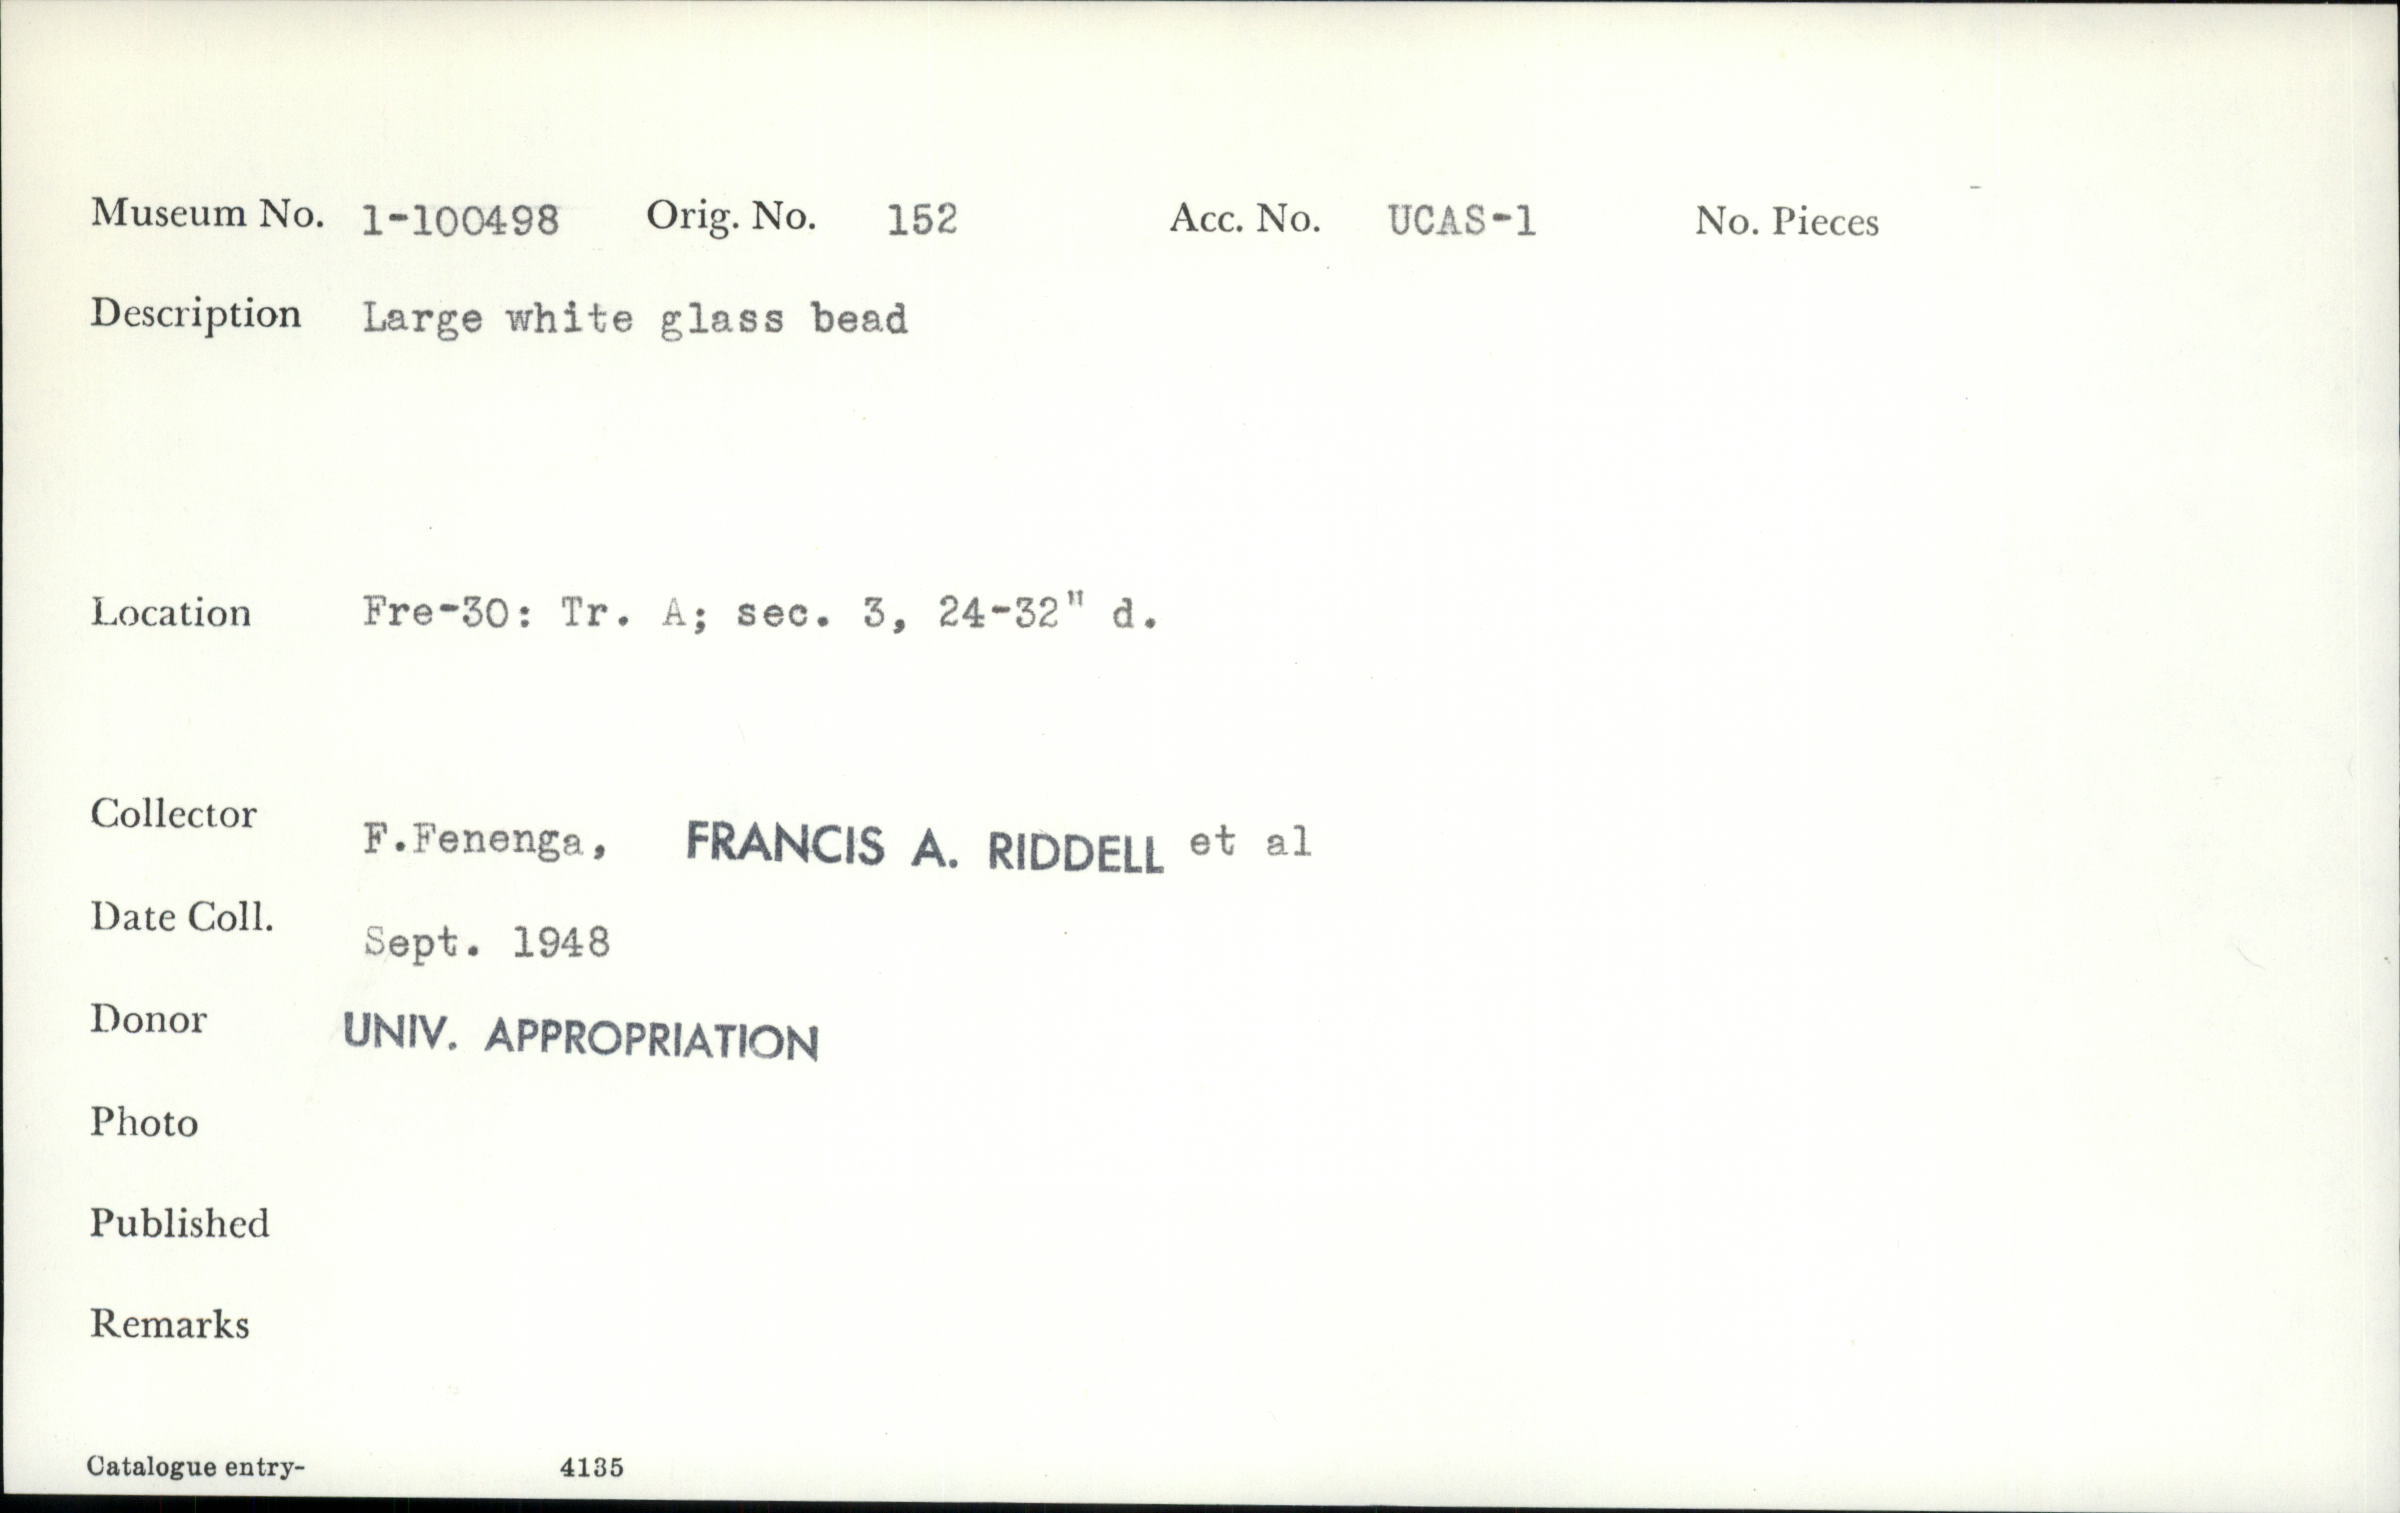 Museum No. 1-100498 Orig. No. 152 Acc. No. UCAS-1 No. Pieces
Description Large white glass bead
Location Fre-30: Tr. A; sec. 3, 24-32" d.
Collector F.Fenenga, FRANCIS A. RIDDELL et al
Date Coll. Sept. 1948
Donor UNIV. APPROPRIATION
Photo
Published
Remarks
Catalogue entry- 4135